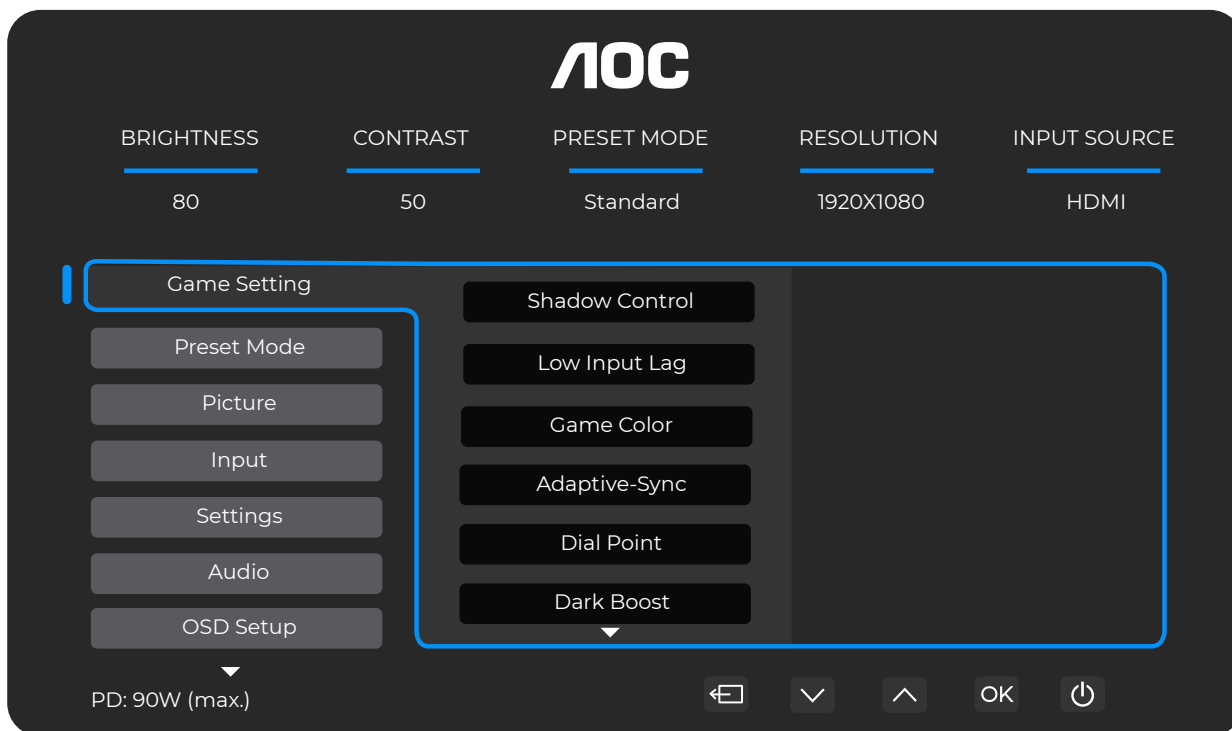 AOC
BRIGHTNESS CONTRAST PRESET MODE RESOLUTION INPUT SOURCE
80 50 Standard 1920X1080 HDMI
Game Setting
Preset Mode
Picture
Input
Settings
Audio
OSD Setup
Shadow Control
Low Input Lag
Game Color
Adaptive-Sync
Dial Point
Dark Boost
PD: 90W (max.)
OK